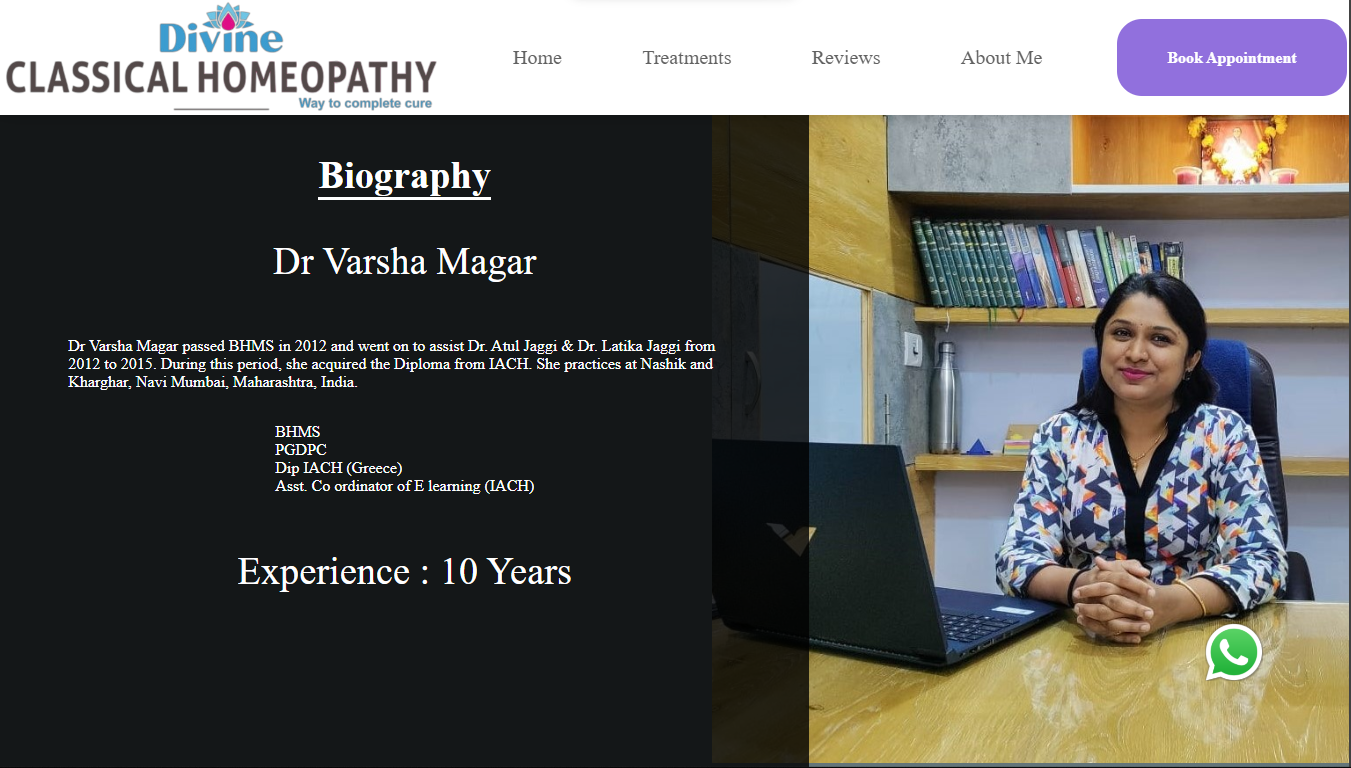 Divine
CLASSICAL HOMEOPATHY
Way to complete cure
Home
Treatments
Reviews
About Me
Book Appointment
Biography
Dr Varsha Magar
Dr Varsha Magar passed BHMS in 2012 and went on to assist Dr. Atul Jaggi & Dr. Latika Jaggi from
2012 to 2015. During this period, she acquired the Diploma from IACH. She practices at Nashik and
Kharghar, Navi Mumbai, Maharashtra, India.
BHMS
PGDPC
Dip IACH (Greece)
Asst. Co ordinator of E learning (IACH)
Experience : 10 Years